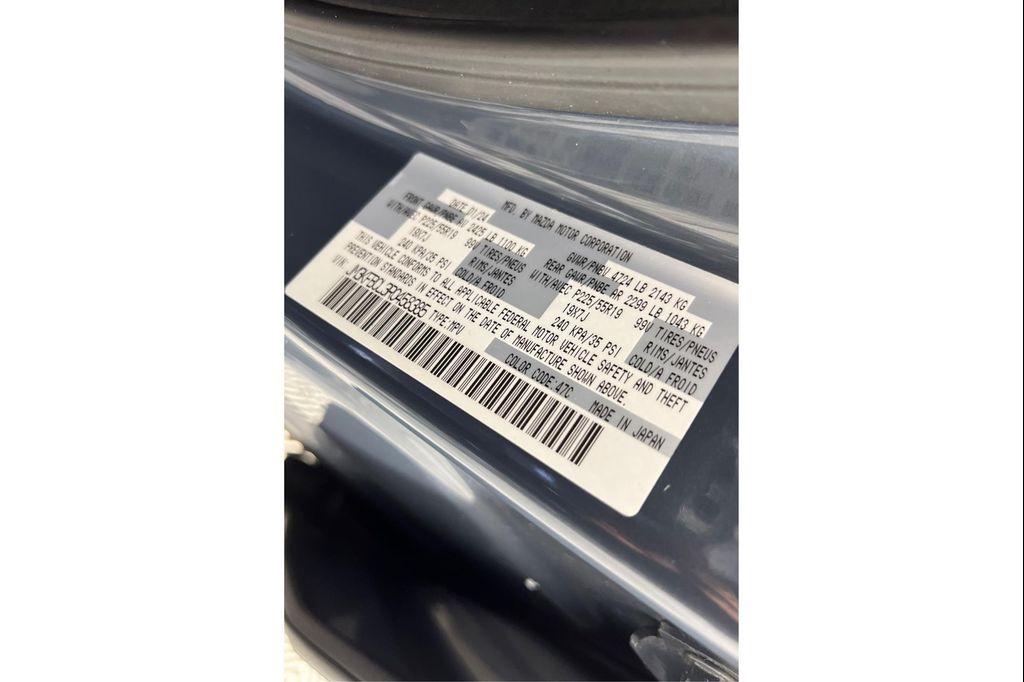 MFD. BY MAZDA MOTOR CORPORATION
DATE 01/24 GVWR/PNBV 4724 LB 2143 KG
FRONT GAWR/PNBE AV 2425 LB 1100 KG REAR GAWR/PNBE AR 2299 LB 1043 KG
WITH/AVEC P225/55R19 99V TIRES/PNEUS WITH/AVEC P225/55R19 99V TIRES/PNEUS
19X7J RIMS/JANTES 19X7J RIMS/JANTES
240 KPA/35 PSI COLD/A FROID 240 KPA/35 PSI COLD/A FROID
THIS VEHICLE CONFORMS TO ALL APPLICABLE FEDERAL MOTOR VEHICLE SAFETY AND THEFT
PREVENTION STANDARDS IN EFFECT ON THE DATE OF MANUFACTURE SHOWN ABOVE.
VIN: TYPE:MPV COLOR CODE:47C MADE IN JAPAN